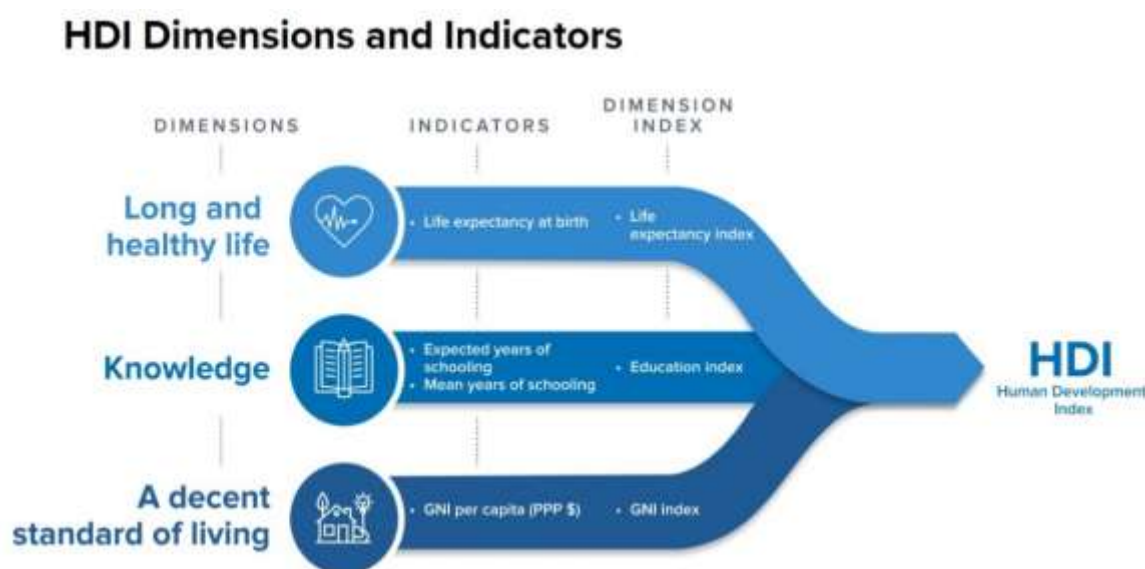 HDI Dimensions and Indicators
DIMENSIONS
INDICATORS
DIMENSION
INDEX
Long and
healthy life
• Life expectancy at birth
• Life
expectancy index
Knowledge
• Expected years of
schooling
• Mean years of schooling
• Education index
HDI
Human Development
Index
A decent
standard of living
• GNI per capita (PPP $)
• GNI index